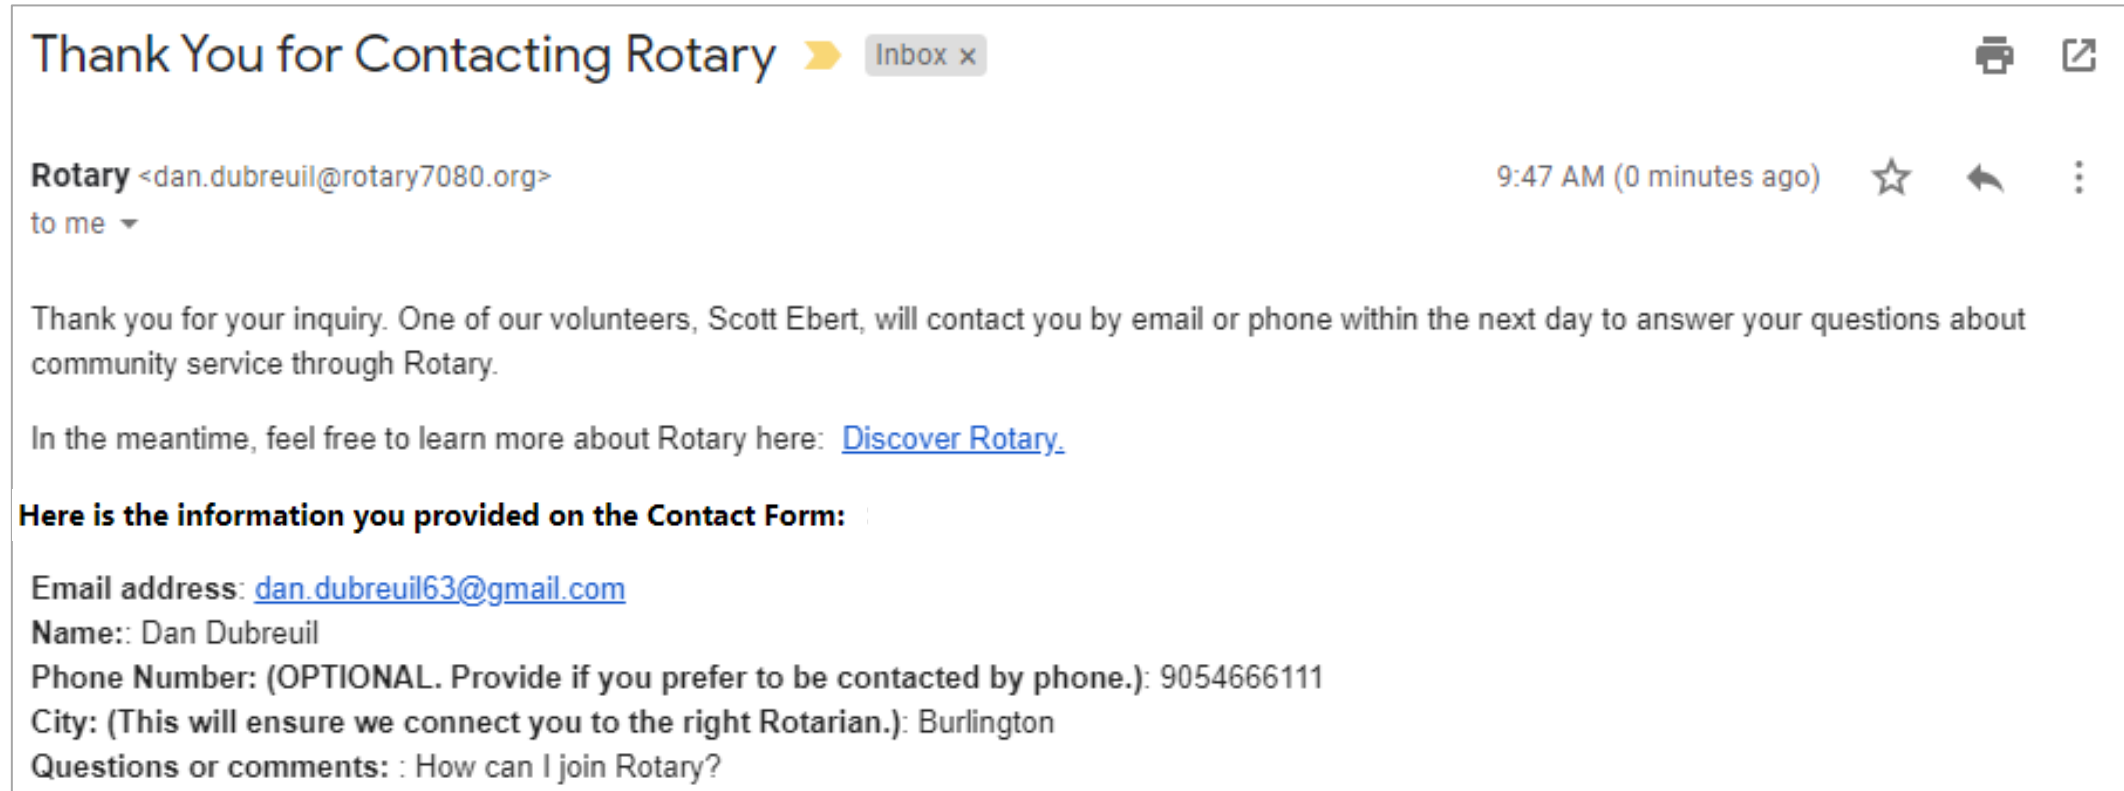 Thank You for Contacting Rotary Inbox x
Rotary <dan.dubreuil@rotary7080.org> 9:47 AM (0 minutes ago)
to me
Thank you for your inquiry. One of our volunteers, Scott Ebert, will contact you by email or phone within the next day to answer your questions about
community service through Rotary.
In the meantime, feel free to learn more about Rotary here: Discover Rotary.
Here is the information you provided on the Contact Form:
Email address: dan.dubreuil63@gmail.com
Name:: Dan Dubreuil
Phone Number: (OPTIONAL. Provide if you prefer to be contacted by phone.): 9054666111
City: (This will ensure we connect you to the right Rotarian.): Burlington
Questions or comments: : How can I join Rotary?